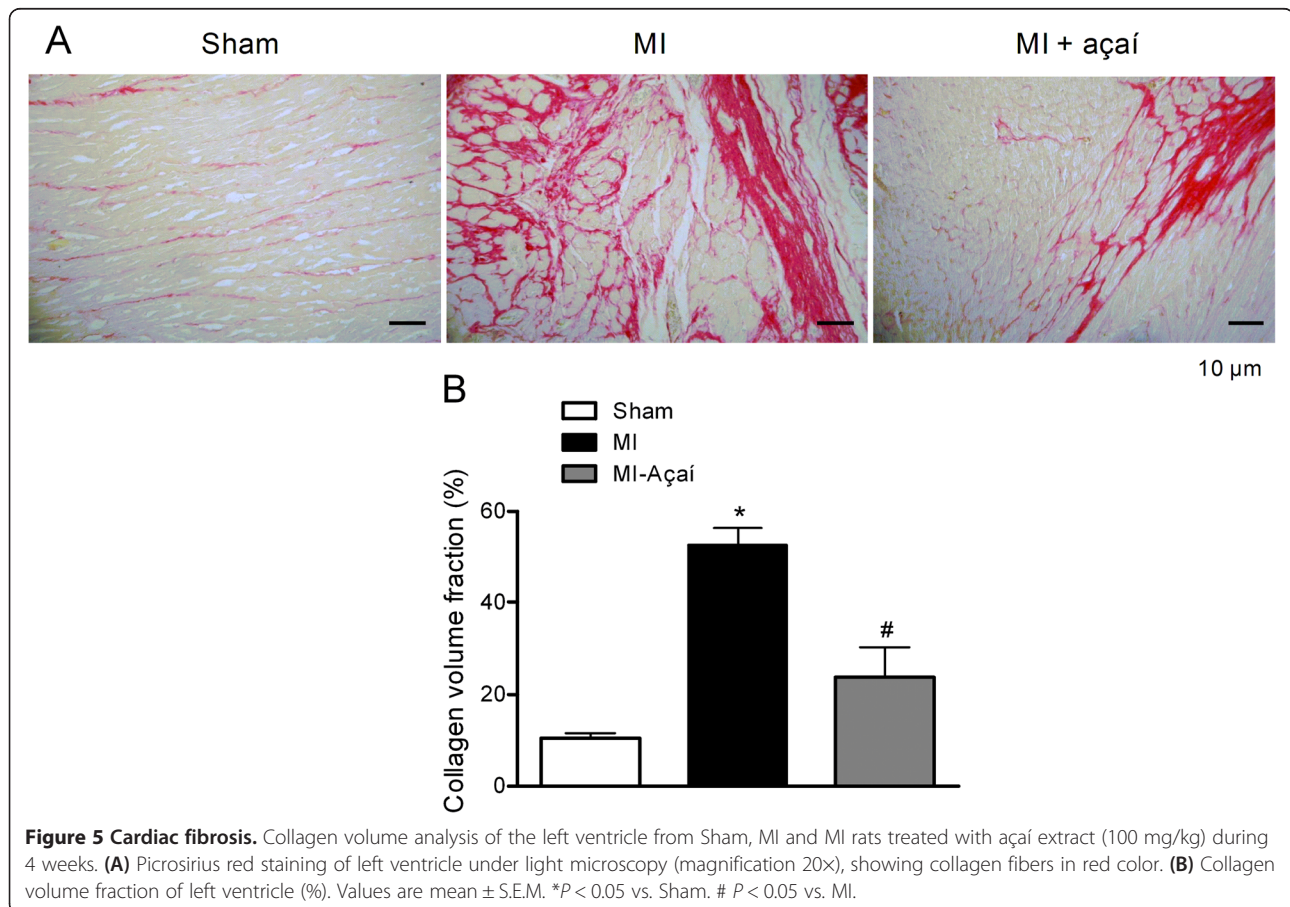 A
Sham
MI
MI + açaí
10 µm
B
Sham
MI
MI-Açaí
Collagen volume fraction (%)
60
40
20
0
*
#
Figure 5 Cardiac fibrosis. Collagen volume analysis of the left ventricle from Sham, MI and MI rats treated with açaí extract (100 mg/kg) during
4 weeks. (A) Picrosirius red staining of left ventricle under light microscopy (magnification 20×), showing collagen fibers in red color. (B) Collagen
volume fraction of left ventricle (%). Values are mean ± S.E.M. *P < 0.05 vs. Sham. # P < 0.05 vs. MI.